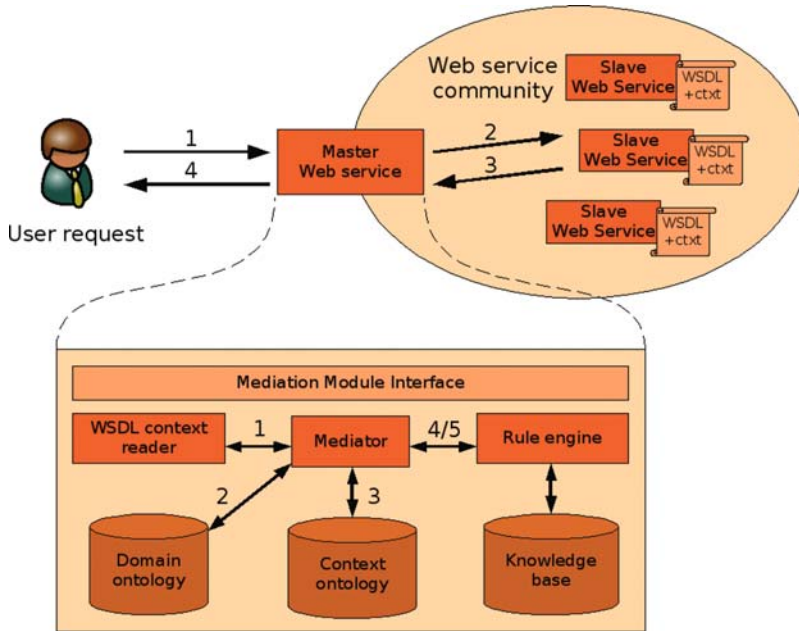 Web service
community
Slave
Web Service
WSDL
+ctxt
1
2
Master
Web service
Slave
Web Service
WSDL
+ctxt
4
3
User request
Slave
Web Service
WSDL
+ctxt
Mediation Module Interface
WSDL context
reader
1
Mediator
4/5
Rule engine
2
3
Domain
ontology
Context
ontology
Knowledge
base